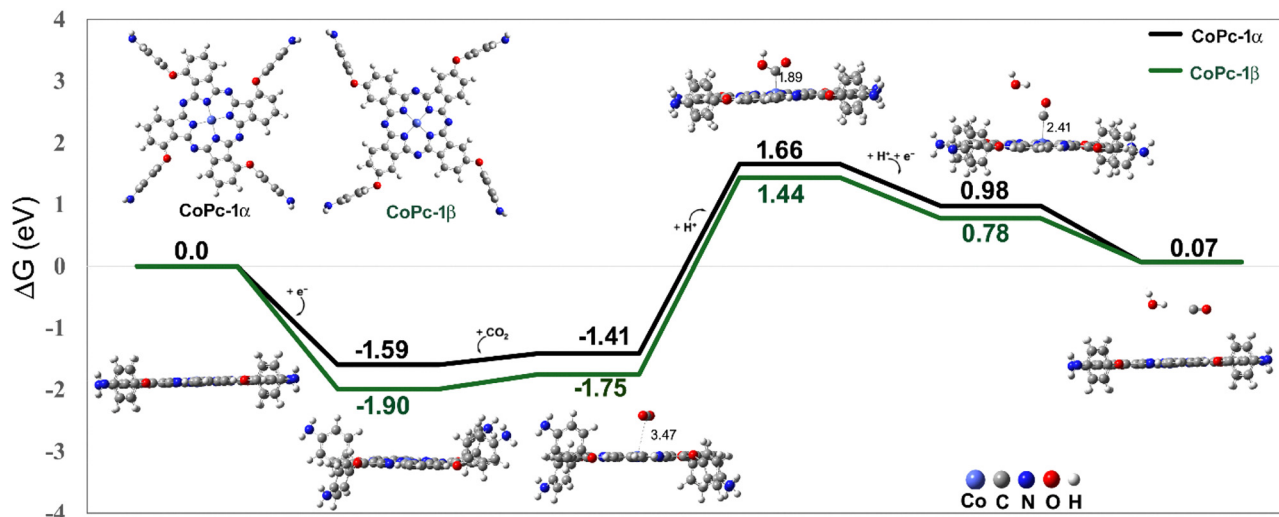 4
3
2
1
0
-1
-2
-3
-4
ΔG (eV)
CoPc-1α
CoPc-1β
CoPc-1α
CoPc-1β
0.0
+ e⁻
-1.59
-1.90
+ CO₂
-1.41
-1.75
3.47
+ H⁺
1.89
1.66
1.44
+ H⁺ + e⁻
2.41
0.98
0.78
0.07
Co C N O H